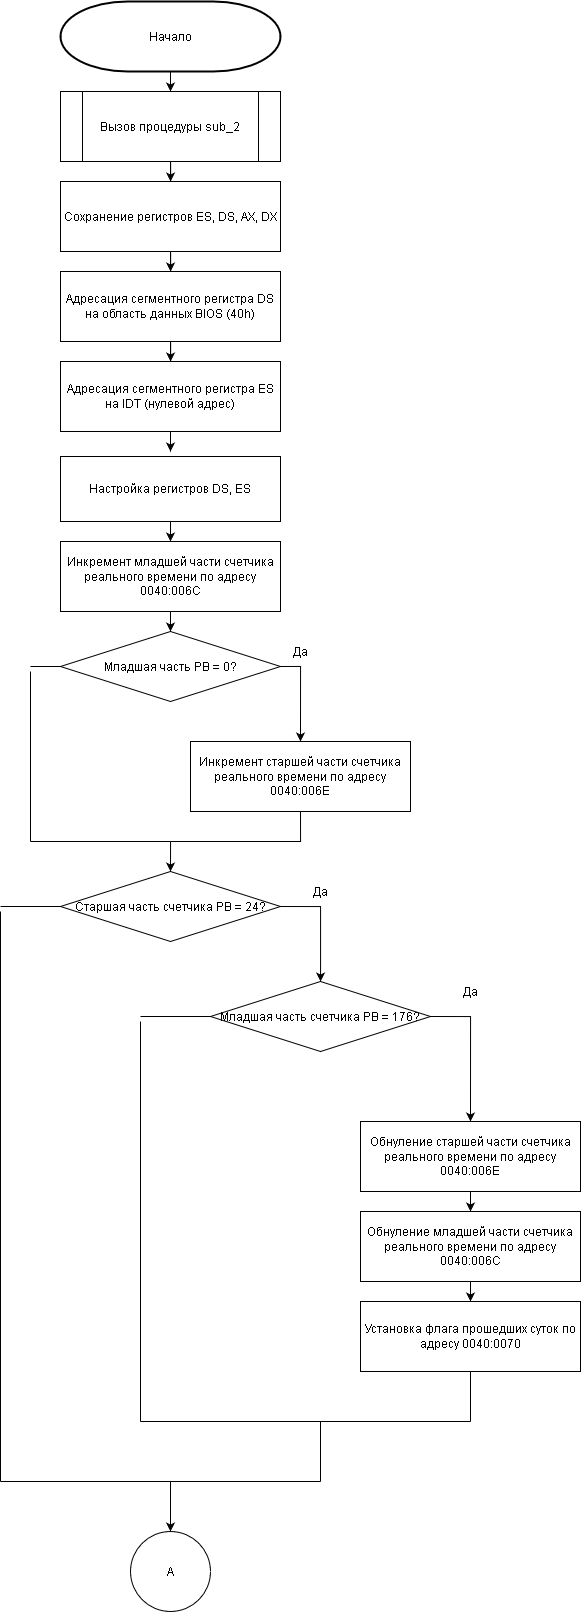 Начало
Вызов процедуры sub_2
Сохранение регистров ES, DS, AX, DX
Адресация сегментного регистра DS
на область данных BIOS (40h)
Адресация сегментного регистра ES
на IDT (нулевой адрес)
Настройка регистров DS, ES
Инкремент младшей части счетчика
реального времени по адресу
0040:006C
Младшая часть РВ = 0?
Да
Инкремент старшей части счетчика
реального времени по адресу
0040:006E
Старшая часть счетчика РВ = 24?
Да
Младшая часть счетчика РВ = 176?
Да
Обнуление старшей части счетчика
реального времени по адресу
0040:006E
Обнуление младшей части счетчика
реального времени по адресу
0040:006C
Установка флага прошедших суток по
адресу 0040:0070
А